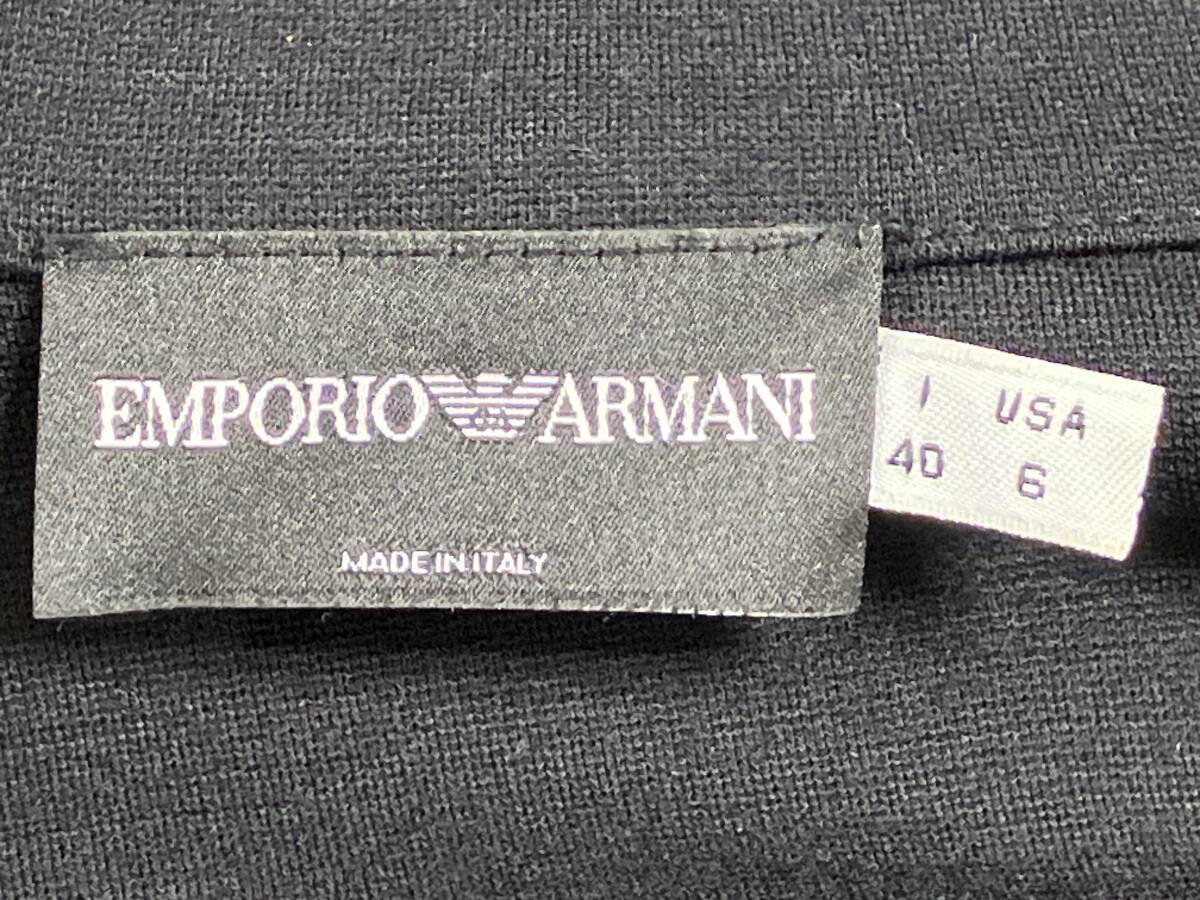 EMPORIO ARMANI
MADE IN ITALY
I USA
40 6